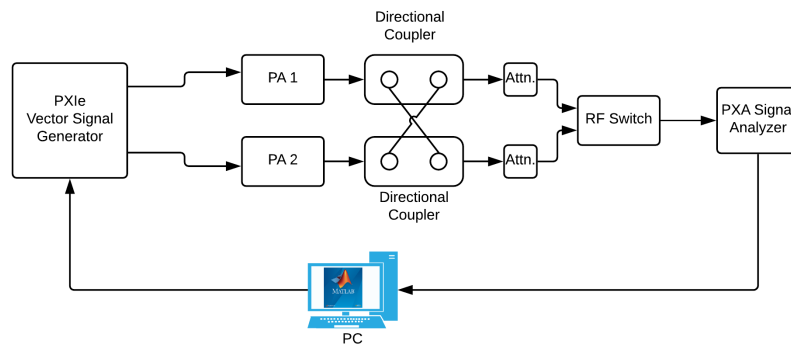 Directional
Coupler
PXIe
Vector Signal
Generator
PA 1
Attn.
RF Switch
PXA Signal
Analyzer
PA 2
Attn.
Directional
Coupler
MATLAB
PC